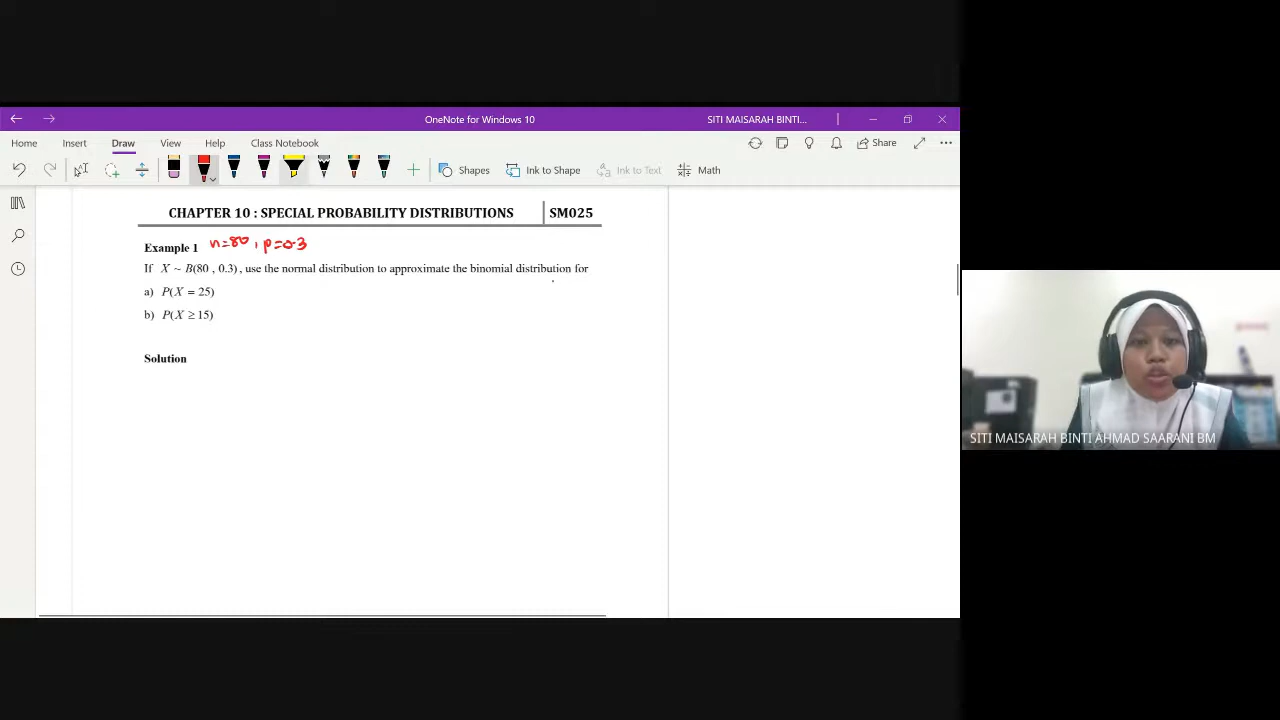 OneNote for Windows 10
SITI MAISARAH BINTI...
Home Insert Draw View Help Class Notebook
Share
Shapes Ink to Shape Ink to Text Math
CHAPTER 10 : SPECIAL PROBABILITY DISTRIBUTIONS SM025
Example 1 n=80 , p=0.3
If X ~ B(80 , 0.3) , use the normal distribution to approximate the binomial distribution for
a) P(X = 25)
b) P(X ≥ 15)
Solution
SITI MAISARAH BINTI AHMAD SAARANI BM